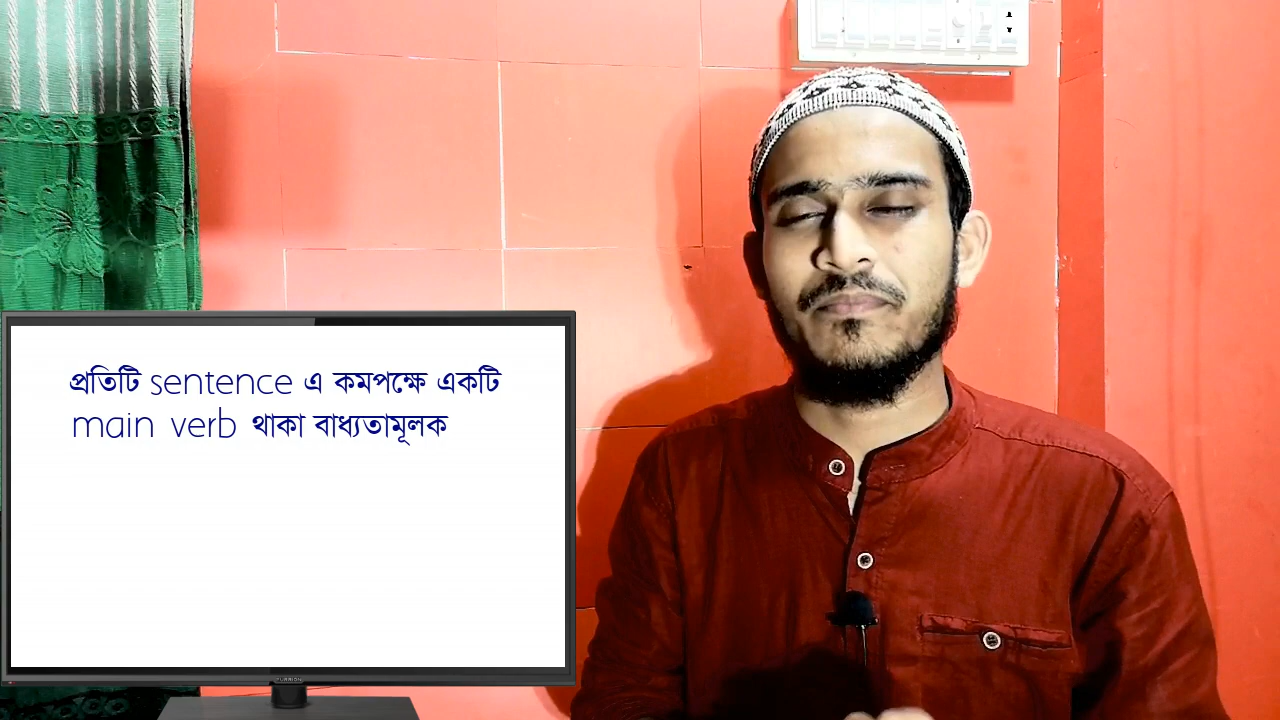 প্রতিটি sentence এ কমপক্ষে একটি
main verb থাকা বাধ্যতামূলক